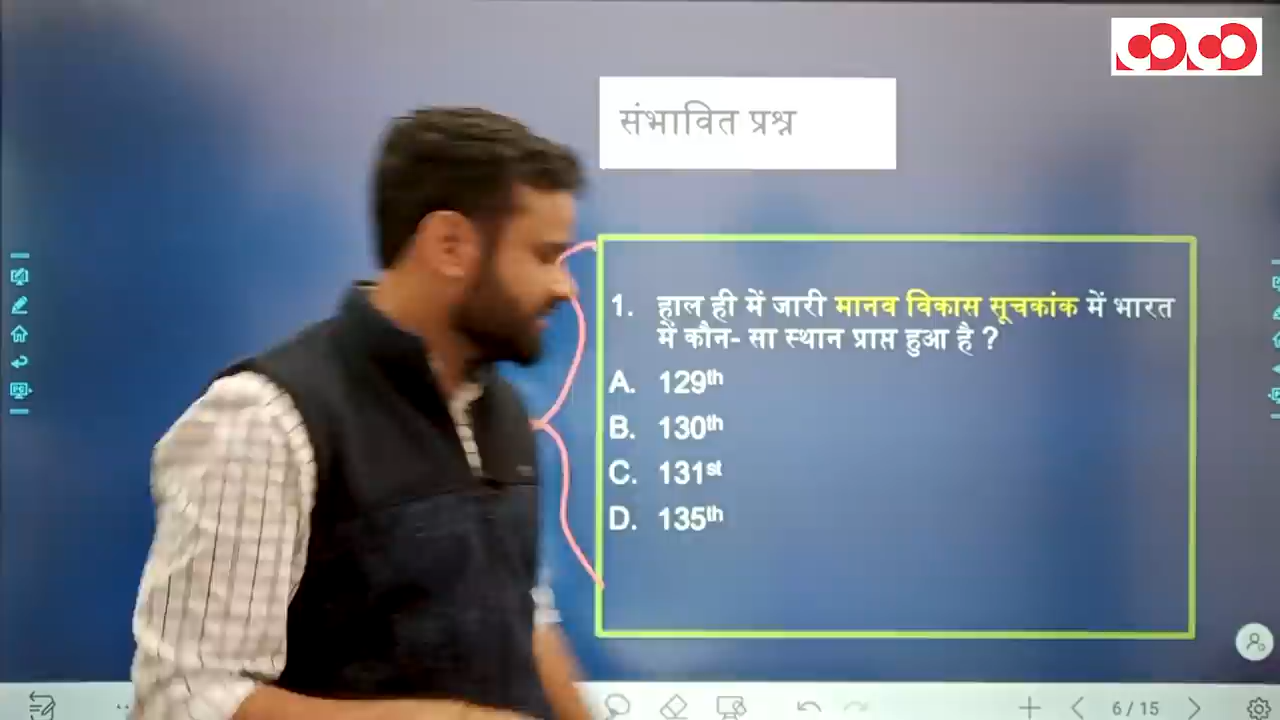 संभावित प्रश्न
1. हाल ही में जारी मानव विकास सूचकांक में भारत
में कौन- सा स्थान प्राप्त हुआ है ?
A. 129th
B. 130th
C. 131st
D. 135th
6 / 15